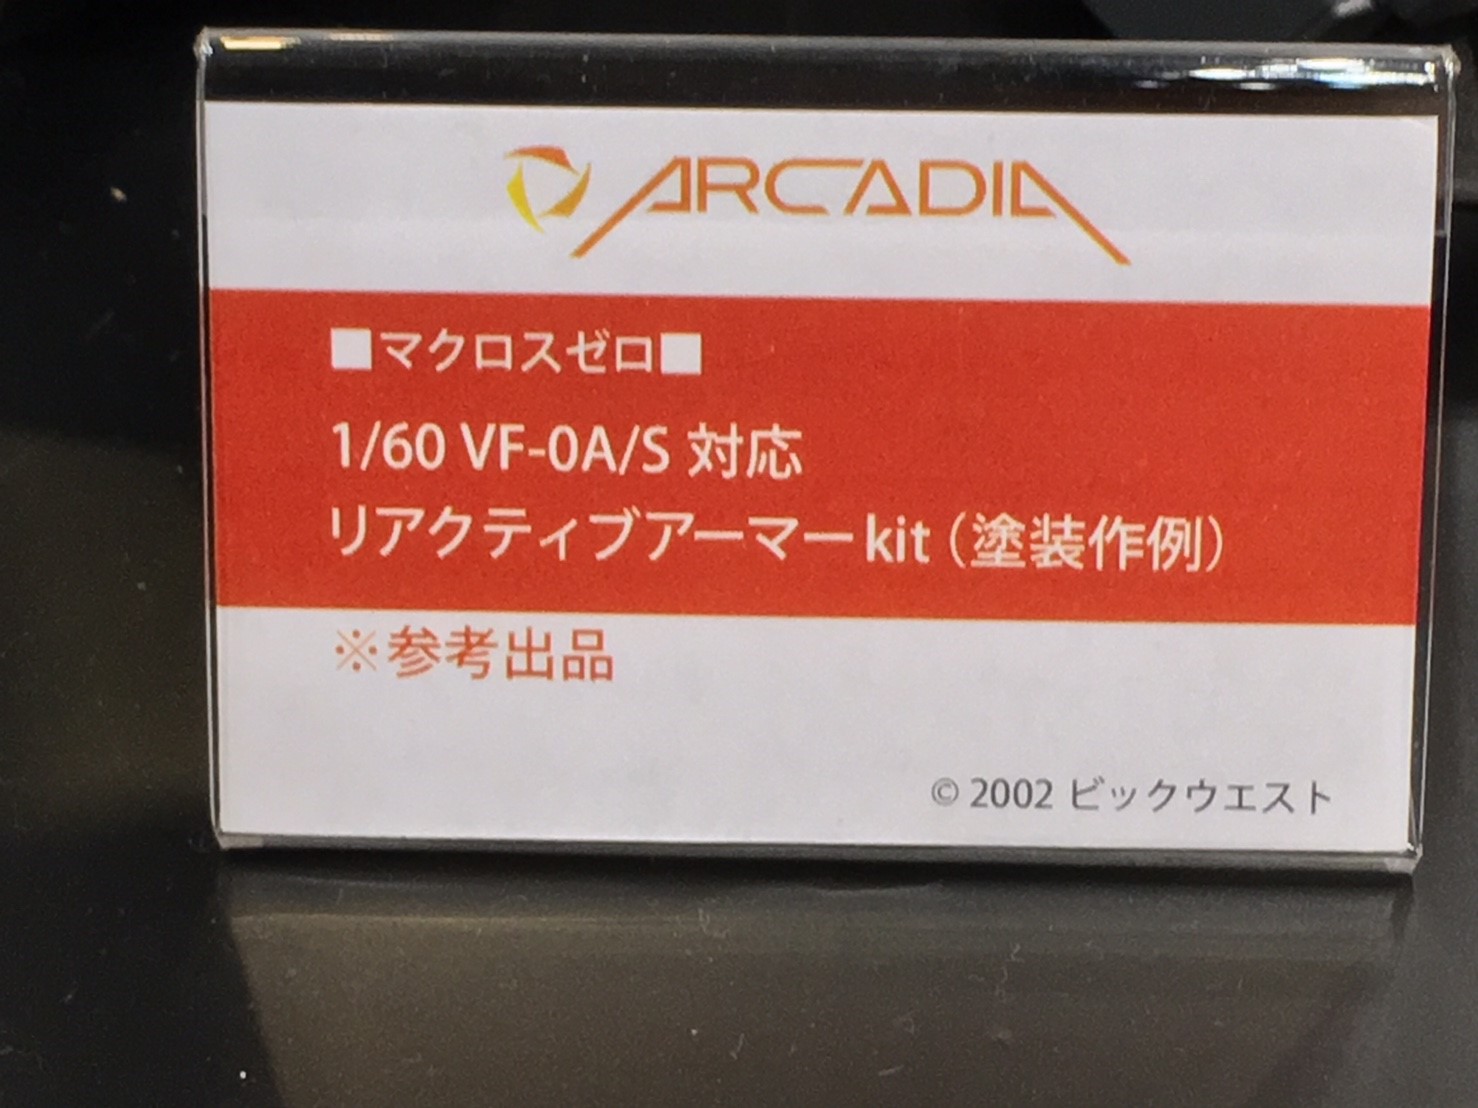 ARCADIA
■マクロスゼロ■
1/60 VF-0A/S 対応
リアクティブアーマーkit（塗装作例）
※参考出品
© 2002 ビックウエスト